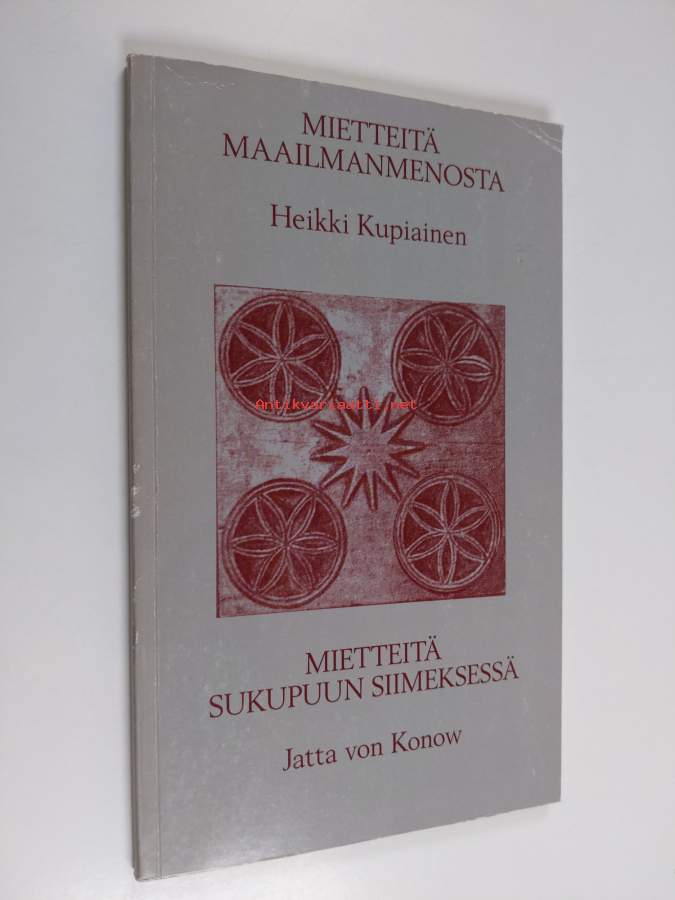 MIETTEITÄ
MAAILMANMENOSTA
Heikki Kupiainen
Antikvariaatti.net
MIETTEITÄ
SUKUPUUN SIIMEKSESSÄ
Jatta von Konow